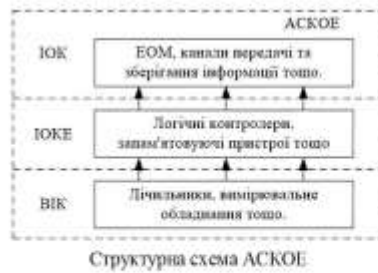 АСКОЕ
ІОК
ЕОМ, канали передачі та
зберігання інформації тощо.
ІОКЕ
Логічні контролери,
запам'ятовуючі пристрої тощо
ВІК
Лічильники, вимірювальне
обладнання тощо.
Структурна схема АСКОЕ